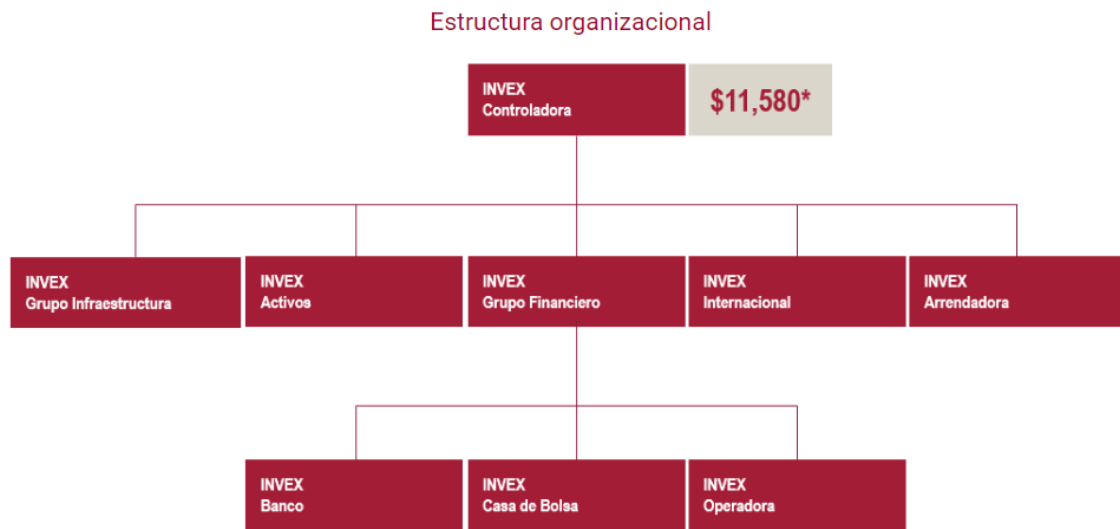 Estructura organizacional
INVEX
Controladora
$11,580*
INVEX
Grupo Infraestructura
INVEX
Activos
INVEX
Grupo Financiero
INVEX
Internacional
INVEX
Arrendadora
INVEX
Banco
INVEX
Casa de Bolsa
INVEX
Operadora